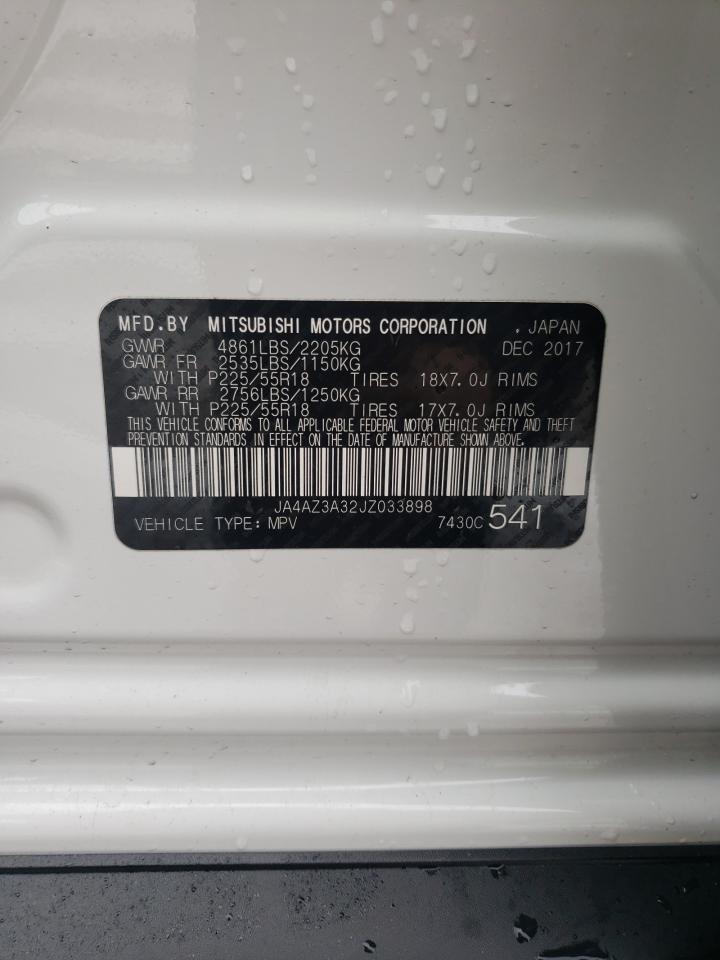 MFD.BY MITSUBISHI MOTORS CORPORATION . JAPAN
GVWR 4861LBS/2205KG DEC 2017
GAWR FR 2535LBS/1150KG
WITH P225/55R18 TIRES 18X7.0J RIMS
GAWR RR 2756LBS/1250KG
WITH P225/55R18 TIRES 17X7.0J RIMS
THIS VEHICLE CONFORMS TO ALL APPLICABLE FEDERAL MOTOR VEHICLE SAFETY AND THEFT
PREVENTION STANDARDS IN EFFECT ON THE DATE OF MANUFACTURE SHOWN ABOVE.
JA4AZ3A32JZ033898
VEHICLE TYPE: MPV 7430C 541